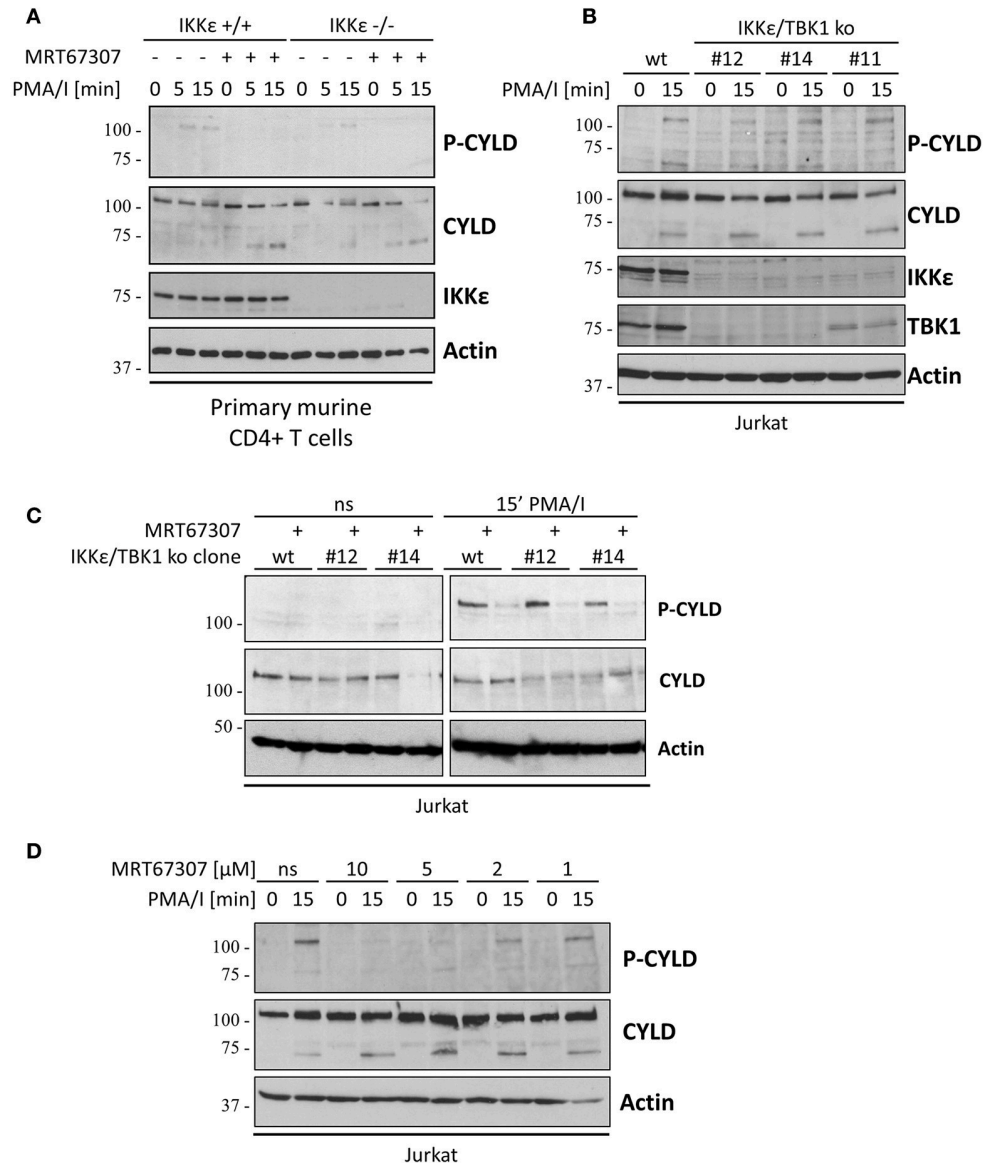 A
IKKε +/+ IKKε -/-
MRT67307 - - - + + + - - - + + +
PMA/I [min] 0 5 15 0 5 15 0 5 15 0 5 15
100 -
75 -
P-CYLD
100 -
75 -
CYLD
75 -
IKKε
37 -
Actin
Primary murine
CD4+ T cells
B
IKKε/TBK1 ko
wt #12 #14 #11
PMA/I [min] 0 15 0 15 0 15 0 15
100 -
75 -
P-CYLD
100 -
75 -
CYLD
75 -
IKKε
75 -
TBK1
37 -
Actin
Jurkat
C
ns 15’ PMA/I
MRT67307 + + + + + +
IKKε/TBK1 ko clone wt #12 #14 wt #12 #14
100 -
P-CYLD
100 -
CYLD
50 -
Actin
Jurkat
D
MRT67307 [μM] ns 10 5 2 1
PMA/I [min] 0 15 0 15 0 15 0 15 0 15
100 -
75 -
P-CYLD
100 -
75 -
CYLD
37 -
Actin
Jurkat